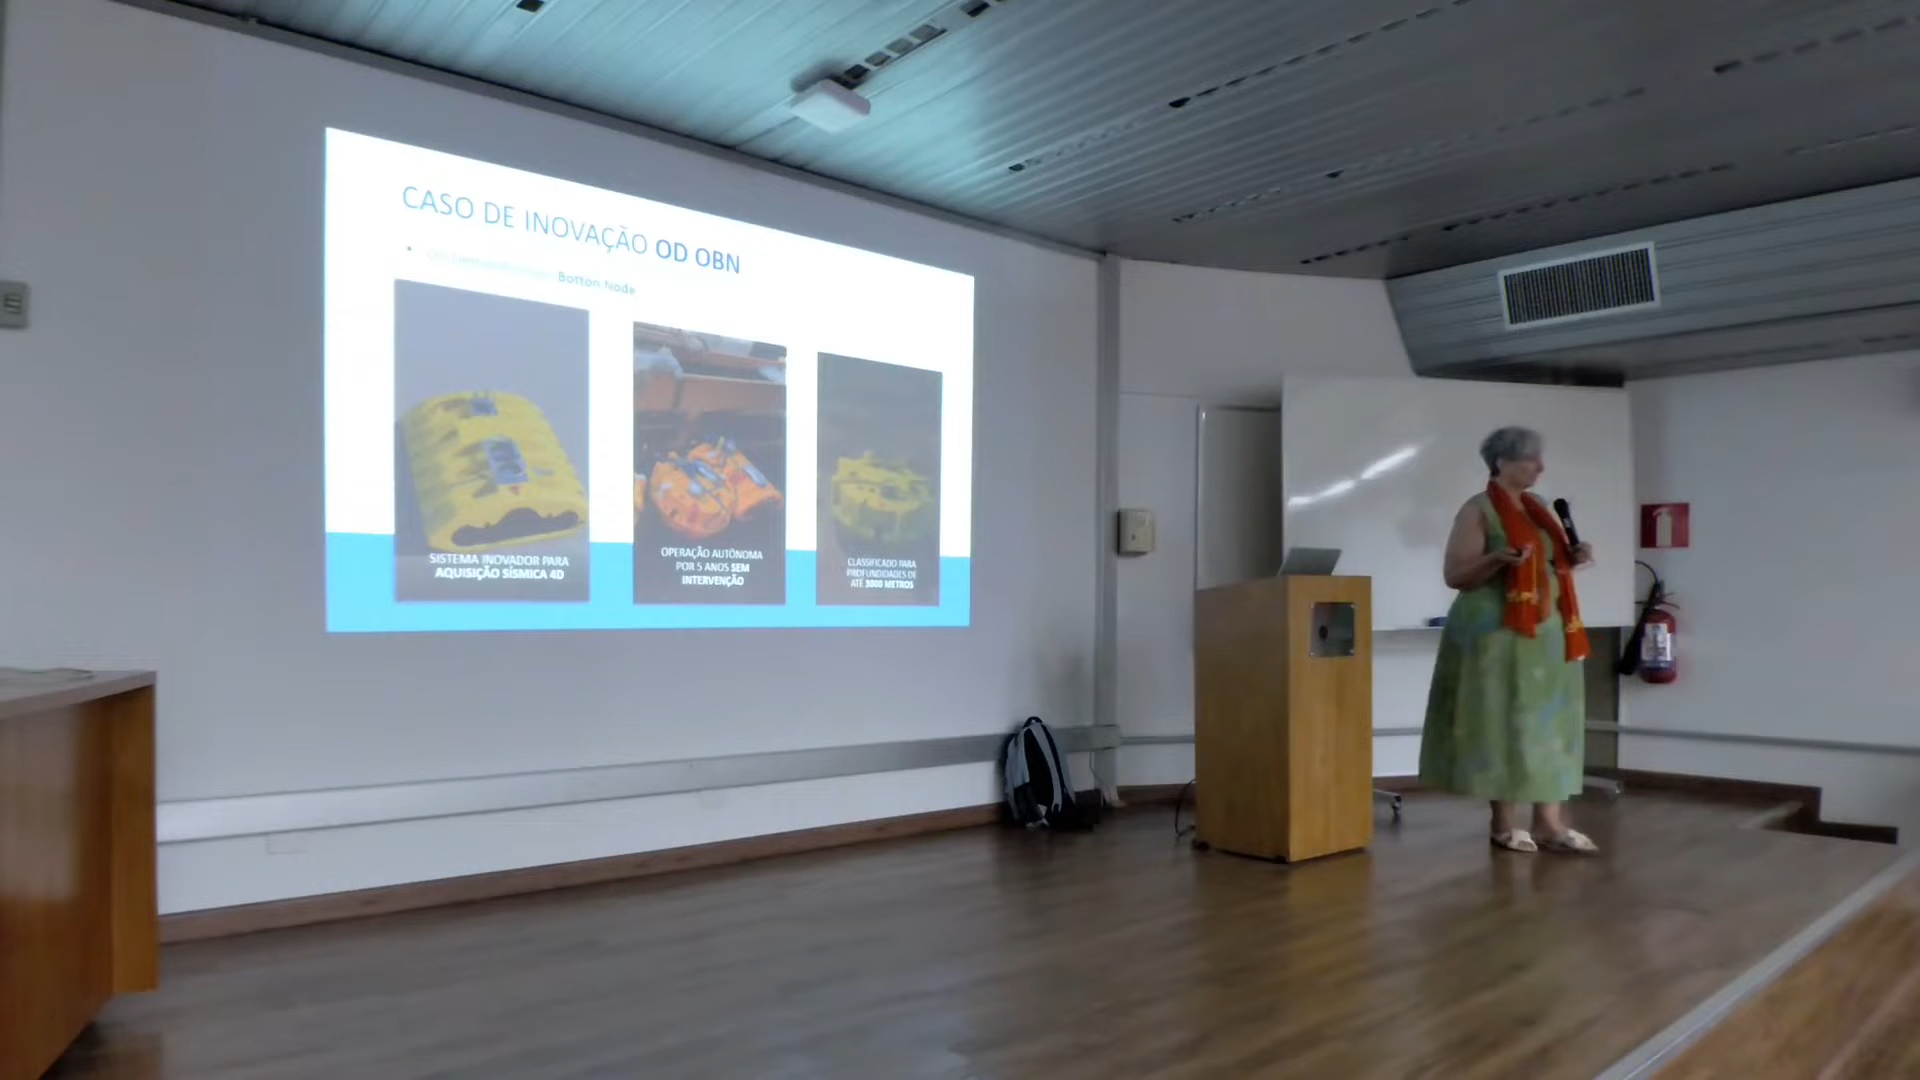 CASO DE INOVAÇÃO OD OBN
Botton Node
SISTEMA INOVADOR PARA
AQUISIÇÃO SÍSMICA 4D
OPERAÇÃO AUTÔNOMA
POR 5 ANOS SEM
INTERVENÇÃO
CLASSIFICADO PARA
PROFUNDIDADES DE
ATÉ 3000 METROS